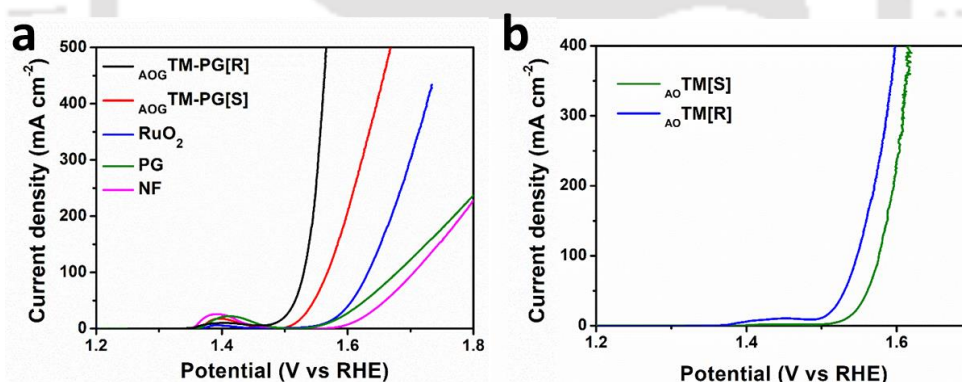 a
500
400
300
200
100
0
Current density (mA cm⁻²)
AOGTM-PG[R]
AOGTM-PG[S]
RuO₂
PG
NF
1.2 1.4 1.6 1.8
Potential (V vs RHE)
b
400
300
200
100
0
Current density (mA cm⁻²)
AOTM[S]
AOTM[R]
1.2 1.4 1.6
Potential (V vs RHE)